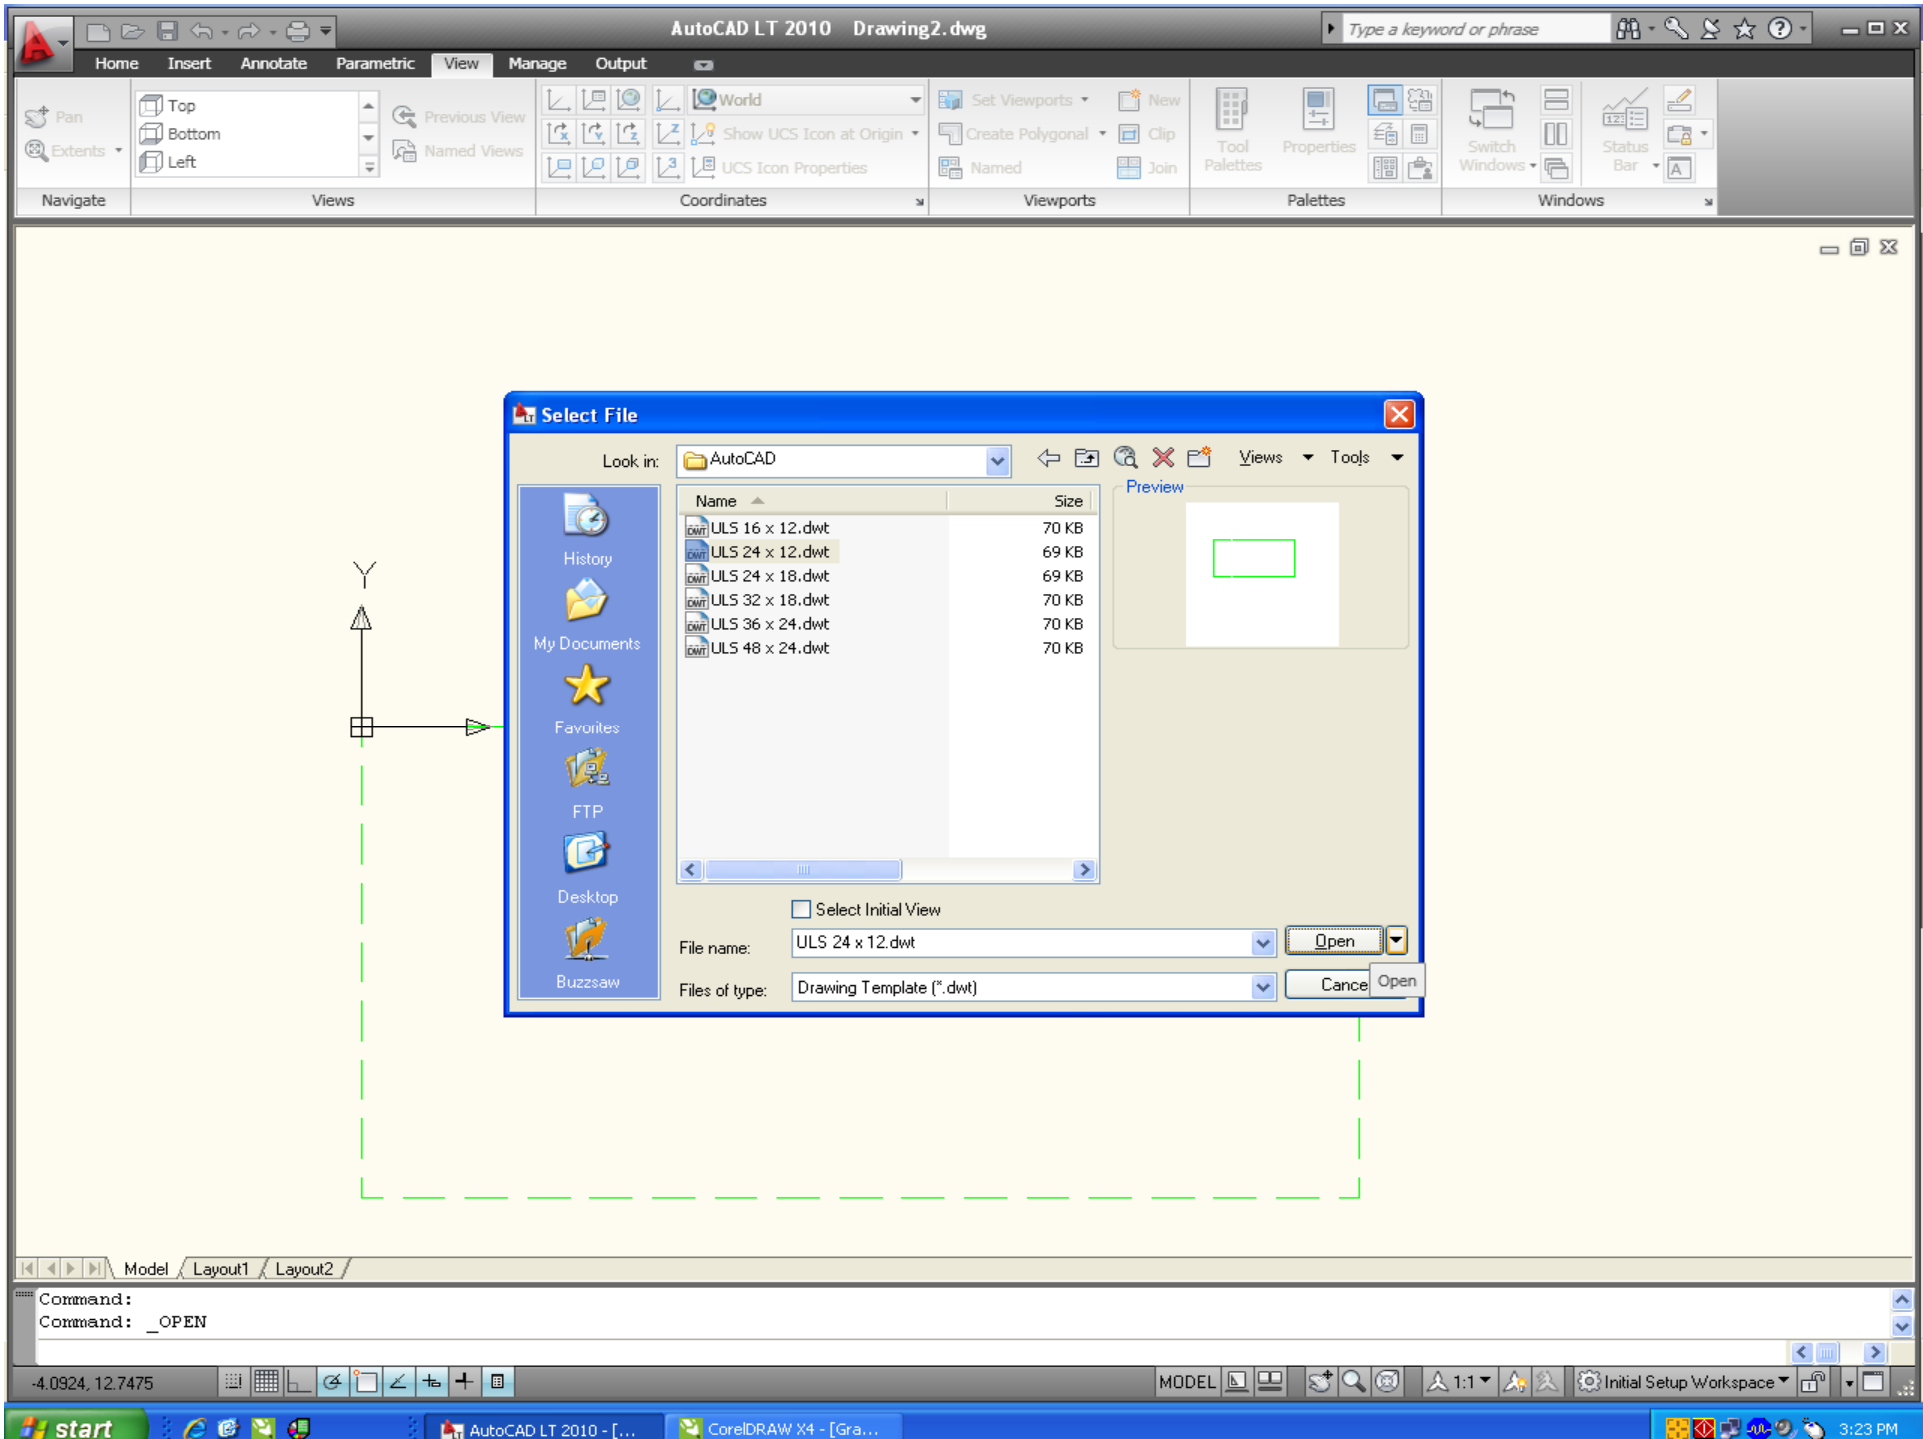 AutoCAD LT 2010 Drawing2.dwg
Type a keyword or phrase
Home Insert Annotate Parametric View Manage Output
Pan
Extents
Top
Bottom
Left
Previous View
Named Views
World
Show UCS Icon at Origin
UCS Icon Properties
Set Viewports
New
Create Polygonal
Clip
Named
Join
Tool Palettes
Properties
Switch Windows
Status Bar
Navigate Views Coordinates Viewports Palettes Windows
Y
Select File
Look in: AutoCAD
Views Tools
Name Size
Preview
ULS 16 x 12.dwt 70 KB
ULS 24 x 12.dwt 69 KB
ULS 24 x 18.dwt 69 KB
ULS 32 x 18.dwt 70 KB
ULS 36 x 24.dwt 70 KB
ULS 48 x 24.dwt 70 KB
History
My Documents
Favorites
FTP
Desktop
Buzzsaw
Select Initial View
File name: ULS 24 x 12.dwt Open
Files of type: Drawing Template (*.dwt) Cance
Open
Model Layout1 Layout2
Command:
Command: _OPEN
-4.0924, 12.7475
MODEL
1:1
Initial Setup Workspace
start
AutoCAD LT 2010 - [...
CorelDRAW X4 - [Gra...
3:23 PM